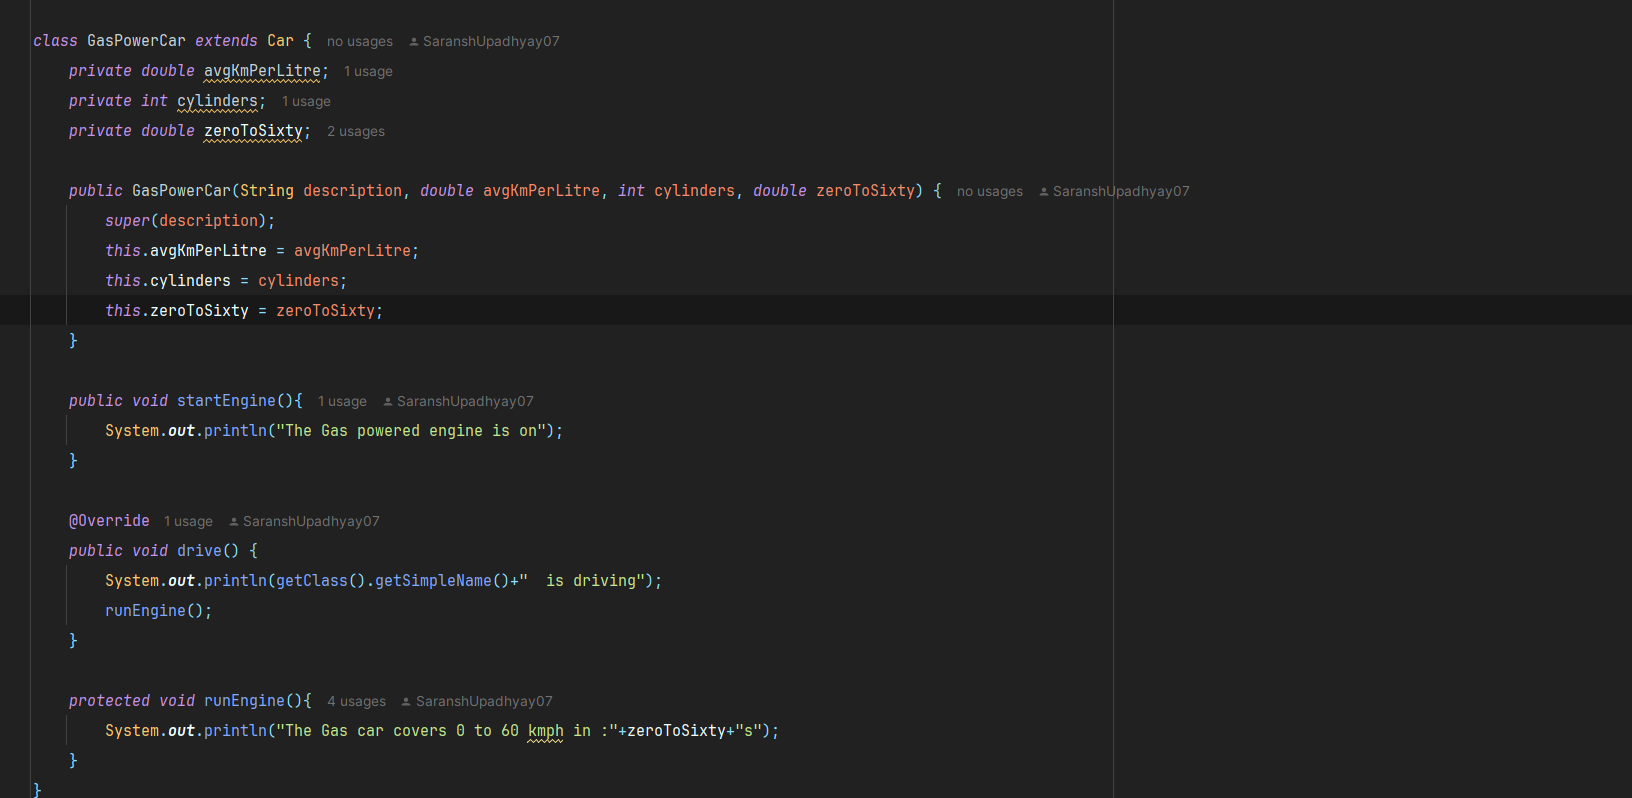 class GasPowerCar extends Car {  no usages  SaranshUpadhyay07
    private double avgKmPerLitre;  1 usage
    private int cylinders;  1 usage
    private double zeroToSixty;  2 usages
    public GasPowerCar(String description, double avgKmPerLitre, int cylinders, double zeroToSixty) {  no usages  SaranshUpadhyay07
        super(description);
        this.avgKmPerLitre = avgKmPerLitre;
        this.cylinders = cylinders;
        this.zeroToSixty = zeroToSixty;
    }
    public void startEngine(){  1 usage  SaranshUpadhyay07
        System.out.println("The Gas powered engine is on");
    }
    @Override  1 usage  SaranshUpadhyay07
    public void drive() {
        System.out.println(getClass().getSimpleName()+"  is driving");
        runEngine();
    }
    protected void runEngine(){  4 usages  SaranshUpadhyay07
        System.out.println("The Gas car covers 0 to 60 kmph in :"+zeroToSixty+"s");
    }
}